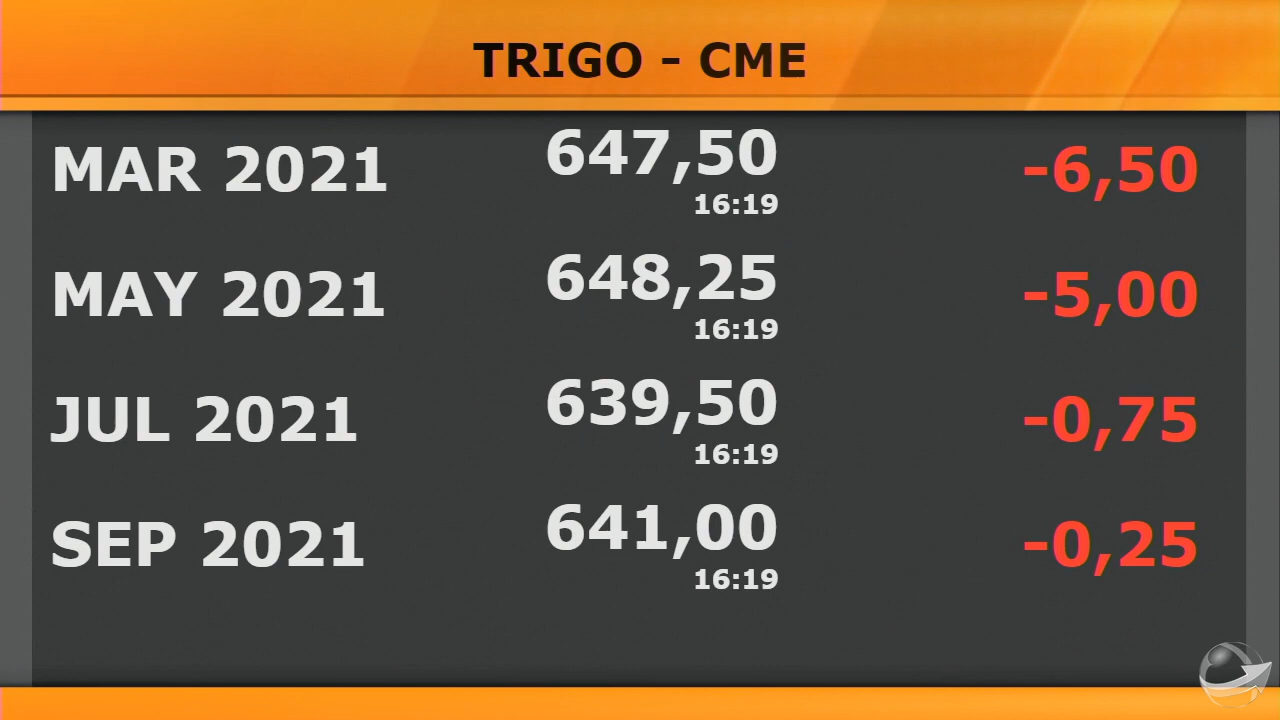 TRIGO - CME
MAR 2021 647,50 -6,50
16:19
MAY 2021 648,25 -5,00
16:19
JUL 2021 639,50 -0,75
16:19
SEP 2021 641,00 -0,25
16:19